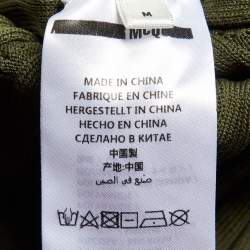 M
McQ
MADE IN CHINA
FABRIQUE EN CHINE
HERGESTELLT IN CHINA
HECHO EN CHINA
СДЕЛАНО В КИТАЕ
中國製
产地:中国
صنع في الصين